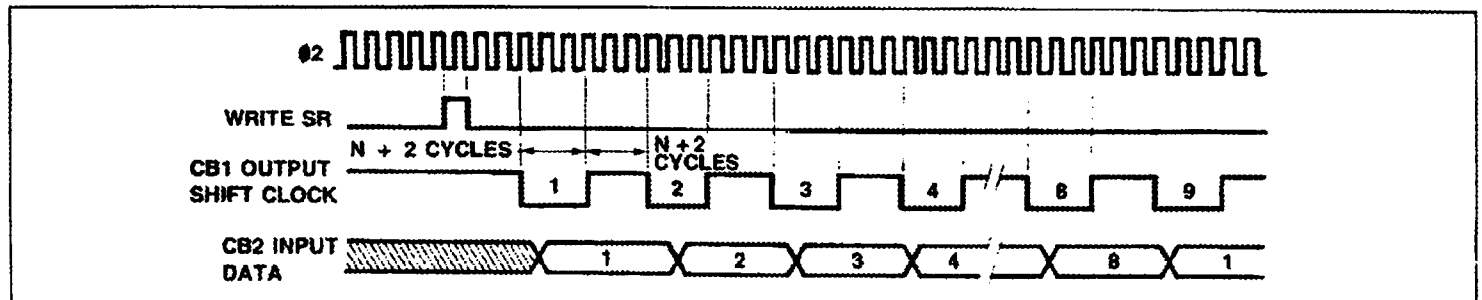 ϕ2
WRITE SR
N + 2 CYCLES
N + 2
CYCLES
CB1 OUTPUT
SHIFT CLOCK
1 2 3 4 8 9
CB2 INPUT
DATA
1 2 3 4 8 1